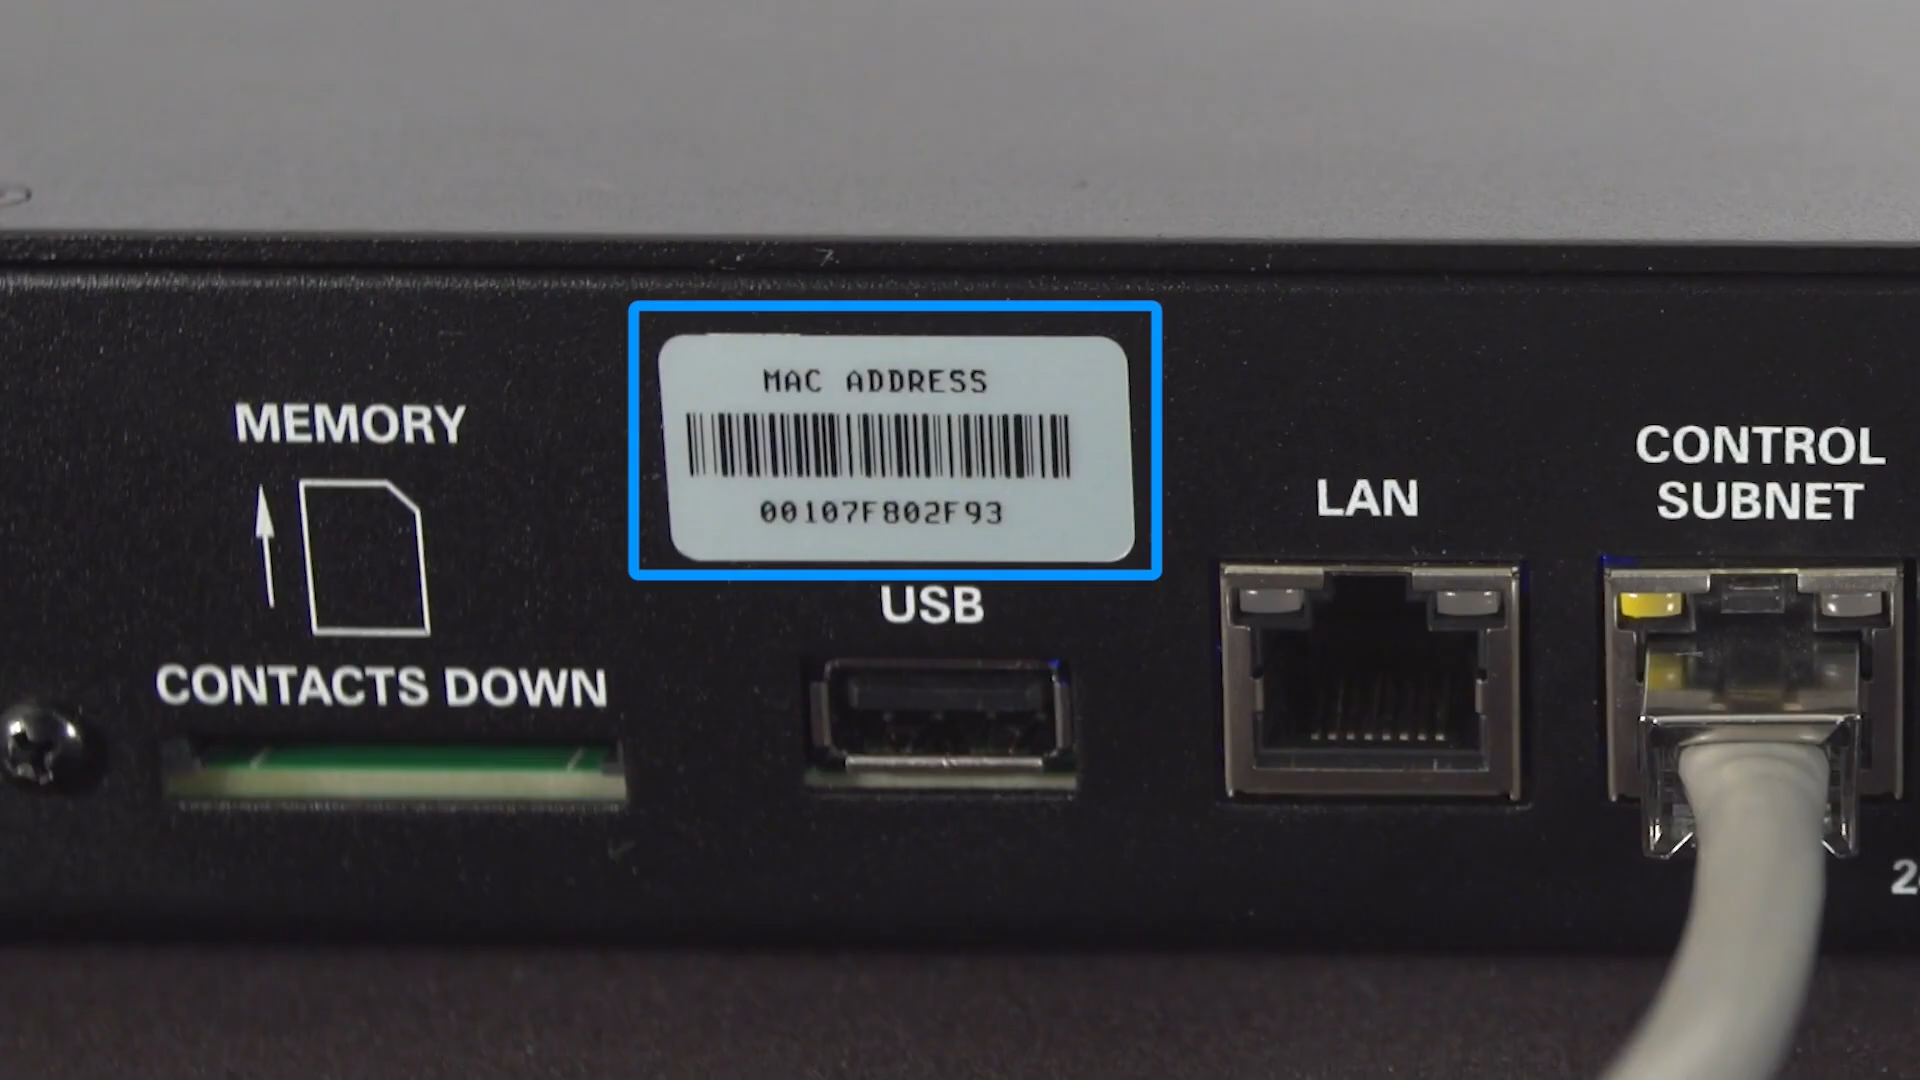 MAC ADDRESS
00107F802F93
MEMORY
CONTACTS DOWN
USB
LAN
CONTROL
SUBNET